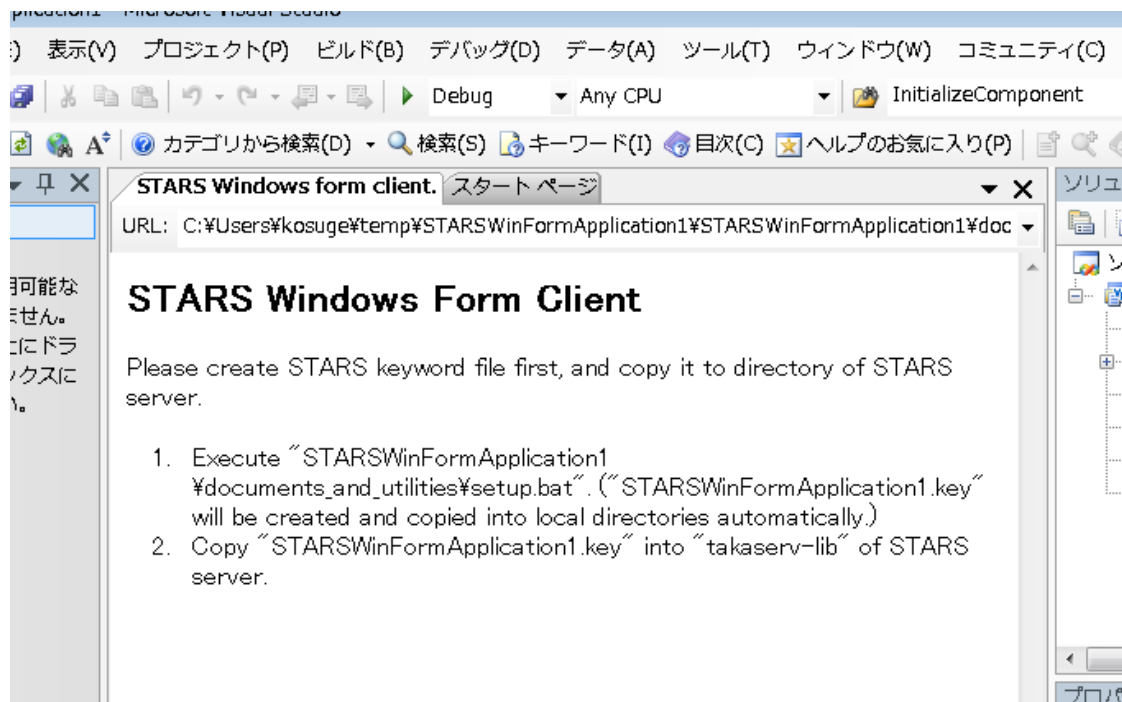 Microsoft Visual Studio
表示(V) プロジェクト(P) ビルド(B) デバッグ(D) データ(A) ツール(T) ウィンドウ(W) コミュニティ(C)
Debug Any CPU InitializeComponent
カテゴリから検索(D) 検索(S) キーワード(I) 目次(C) ヘルプのお気に入り(P)
STARS Windows form client. スタート ページ
URL: C:¥Users¥kosuge¥temp¥STARSWinFormApplication1¥STARSWinFormApplication1¥doc
STARS Windows Form Client
Please create STARS keyword file first, and copy it to directory of STARS
server.
1. Execute "STARSWinFormApplication1
¥documents_and_utilities¥setup.bat". ("STARSWinFormApplication1.key"
will be created and copied into local directories automatically.)
2. Copy "STARSWinFormApplication1.key" into "takaserv-lib" of STARS
server.